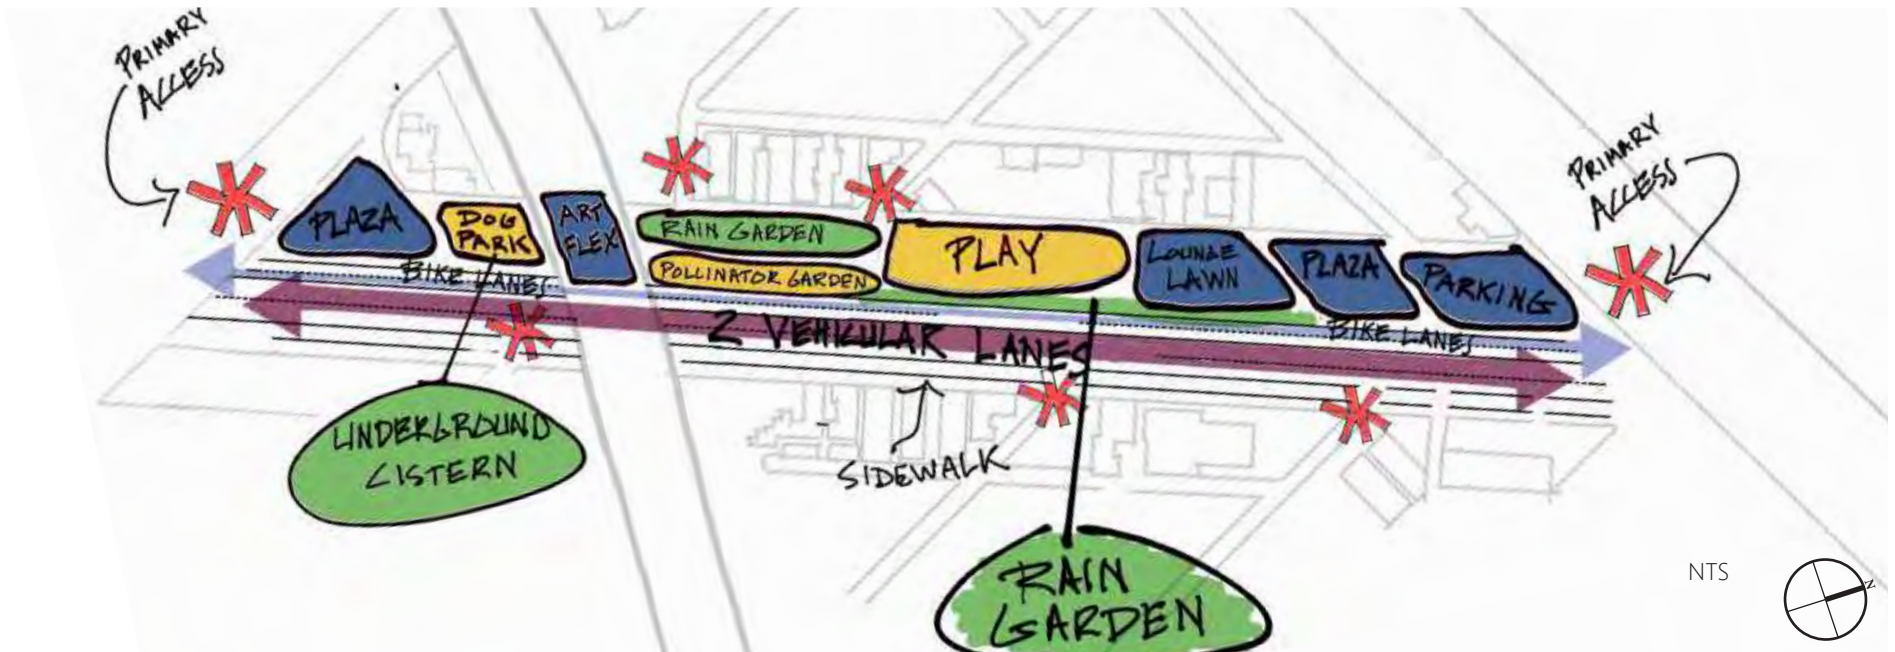 PRIMARY
ACCESS
PRIMARY
ACCESS
PLAZA
DOG
PARK
ART
FLEX
RAIN GARDEN
POLLINATOR GARDEN
PLAY
LOUNGE
LAWN
PLAZA
PARKING
BIKE LANES
2 VEHICULAR LANES
BIKE LANES
UNDERGROUND
CISTERN
SIDEWALK
RAIN
GARDEN
NTS
N